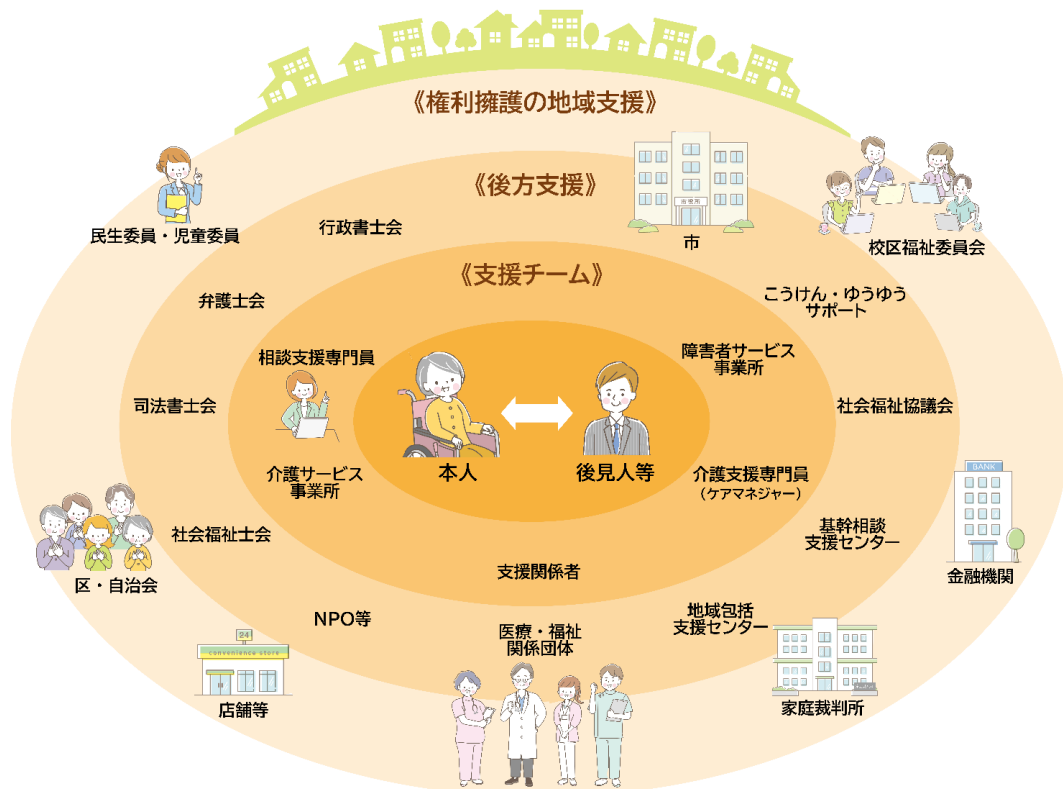 《権利擁護の地域支援》
《後方支援》
市役所
市
民生委員・児童委員
行政書士会
校区福祉委員会
《支援チーム》
弁護士会
こうけん・ゆうゆう
サポート
相談支援専門員
障害者サービス
事業所
司法書士会
社会福祉協議会
本人
後見人等
介護サービス
事業所
介護支援専門員
（ケアマネジャー）
BANK
社会福祉士会
基幹相談
支援センター
区・自治会
支援関係者
金融機関
NPO等
医療・福祉
関係団体
地域包括
支援センター
24
convenience store
店舗等
家庭裁判所